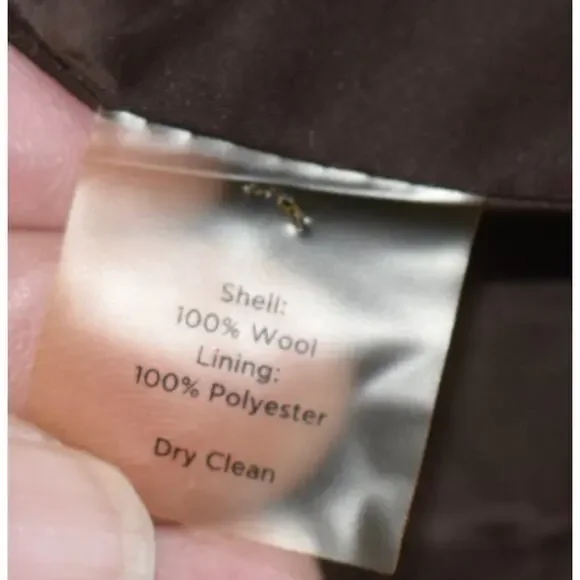 Shell:
100% Wool
Lining:
100% Polyester
Dry Clean